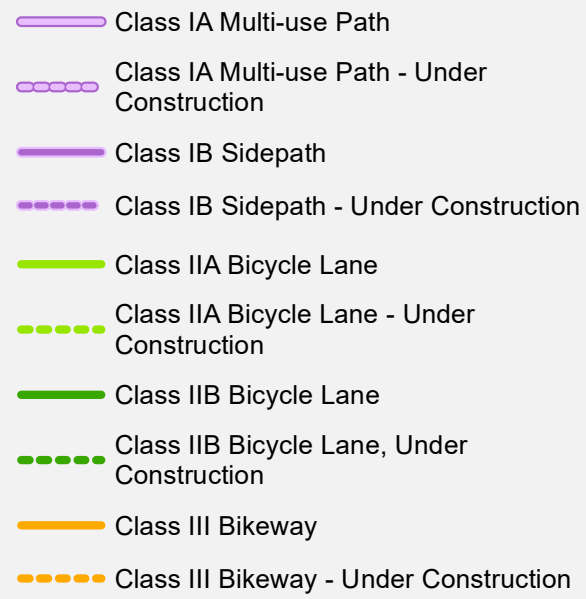 Class IA Multi-use Path
Class IA Multi-use Path - Under
Construction
Class IB Sidepath
Class IB Sidepath - Under Construction
Class IIA Bicycle Lane
Class IIA Bicycle Lane - Under
Construction
Class IIB Bicycle Lane
Class IIB Bicycle Lane, Under
Construction
Class III Bikeway
Class III Bikeway - Under Construction